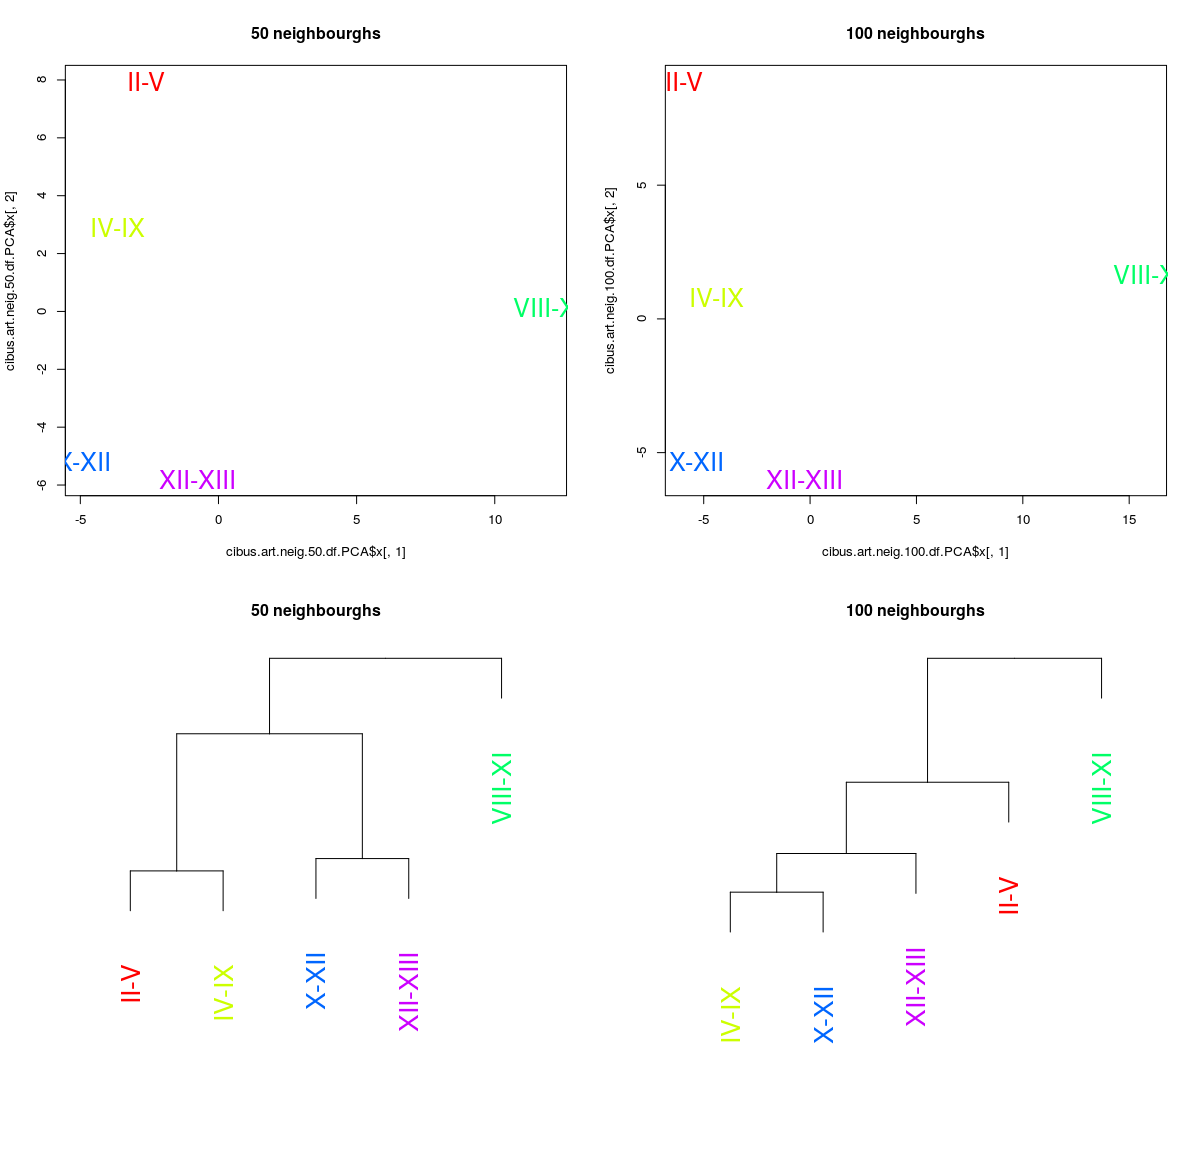 50 neighbourghs
8
6
4
2
0
-2
-4
-6
cibus.art.neig.50.df.PCA$x[, 2]
II-V
IV-IX
VIII-X
X-XII
XII-XIII
-5
0
5
10
cibus.art.neig.50.df.PCA$x[, 1]
100 neighbourghs
5
0
-5
cibus.art.neig.100.df.PCA$x[, 2]
II-V
VIII-X
IV-IX
X-XII
XII-XIII
-5
0
5
10
15
cibus.art.neig.100.df.PCA$x[, 1]
50 neighbourghs
II-V
IV-IX
X-XII
XII-XIII
VIII-XI
100 neighbourghs
IV-IX
X-XII
XII-XIII
II-V
VIII-XI